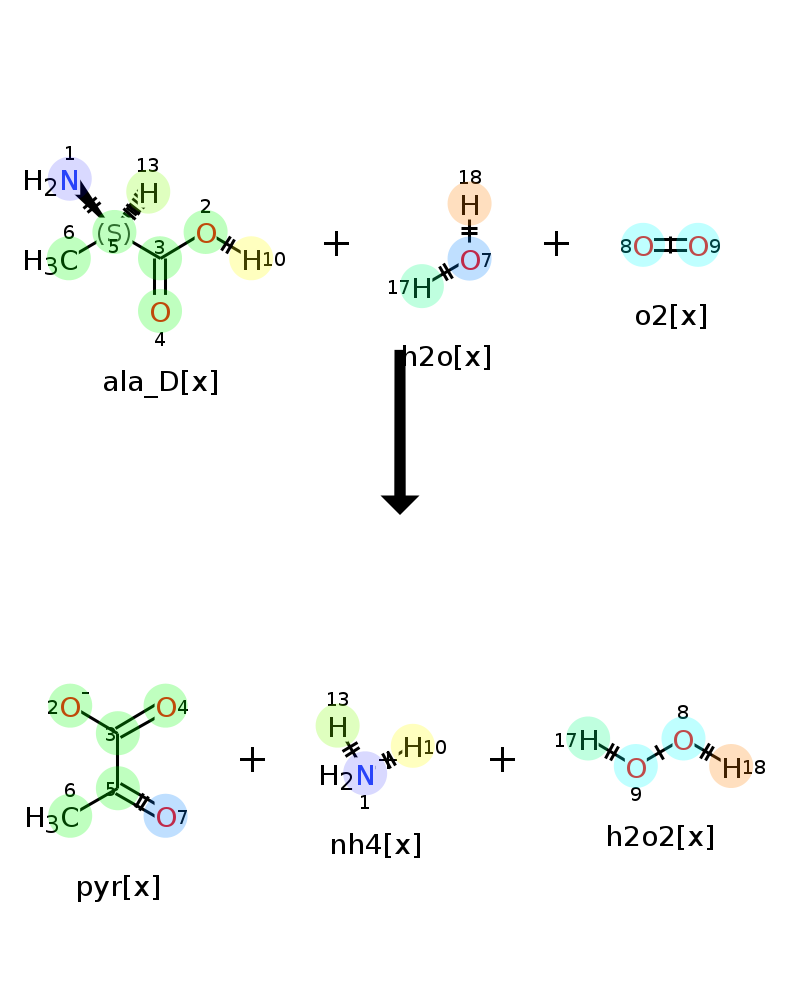 1
13
H2N
H
2
6
(S)
O
5
3
H3C
H10
O
4
ala_D[x]
+
18
H
O7
17H
h2o[x]
+
8O
O9
o2[x]
2O-
O4
3
6
5
H3C
O7
pyr[x]
+
13
H
H10
H2N
1
nh4[x]
+
8
17H
O
O
H18
9
h2o2[x]